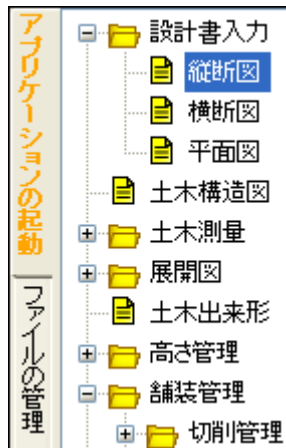 アプリケーションの起動
ファイルの管理
設計書入力
縦断図
横断図
平面図
土木構造図
土木測量
展開図
土木出来形
高さ管理
舗装管理
切削管理